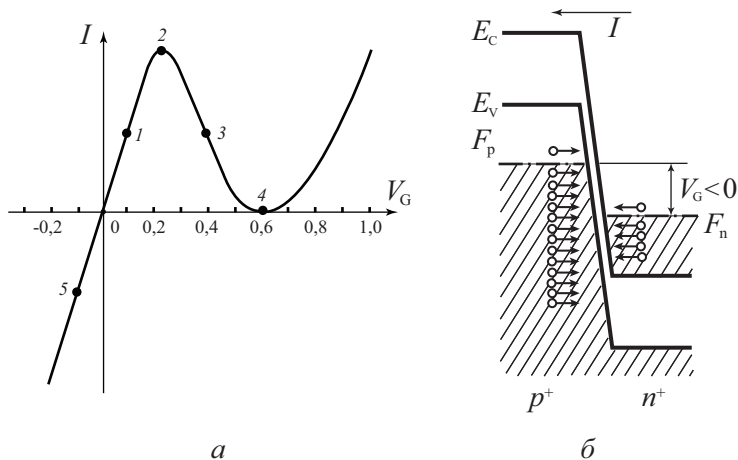 I
2
1
3
4
5
V_G
-0,2
0
0,2
0,4
0,6
1,0
а
I
E_C
E_V
F_p
V_G<0
F_n
p⁺
n⁺
б